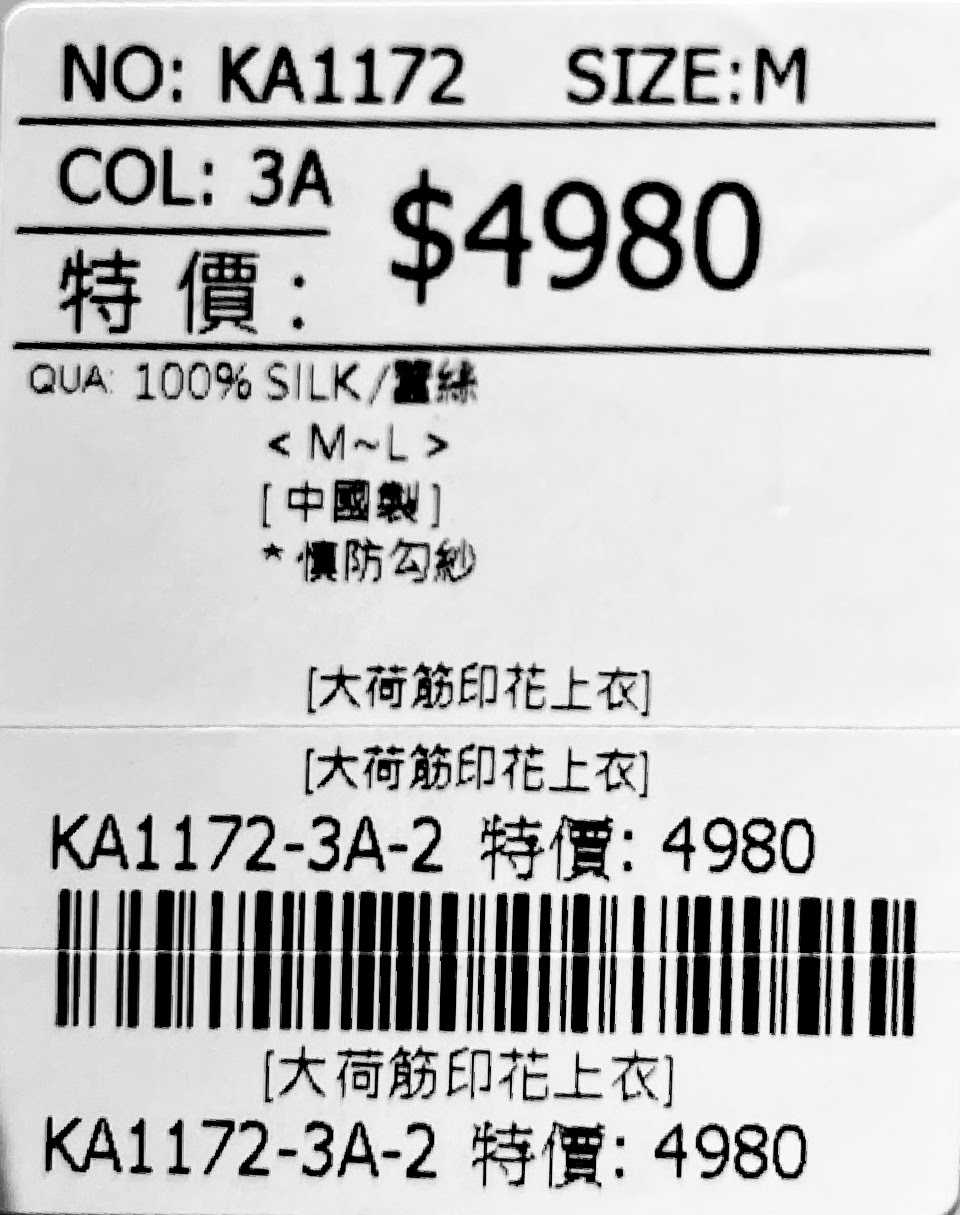 NO: KA1172 SIZE:M
COL: 3A
$4980
特價:
QUA: 100% SILK/蠶絲
< M~L >
[中國製]
*慎防勾紗
[大荷筋印花上衣]
[大荷筋印花上衣]
KA1172-3A-2 特價: 4980
[大荷筋印花上衣]
KA1172-3A-2 特價: 4980